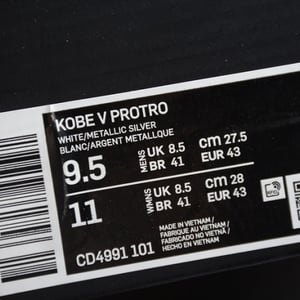 KOBE V PROTRO
WHITE/METALLIC SILVER
BLANC/ARGENT METALLQUE
9.5 MENS UK 8.5 cm 27.5
BR 41 EUR 43
11 WMNS UK 8.5 cm 28
BR 41 EUR 43
MADE IN VIETNAM /
FABRIQUE AU VIETNAM /
FABRICADO NO VIETNÃ /
HECHO EN VIETNAM
CD4991 101